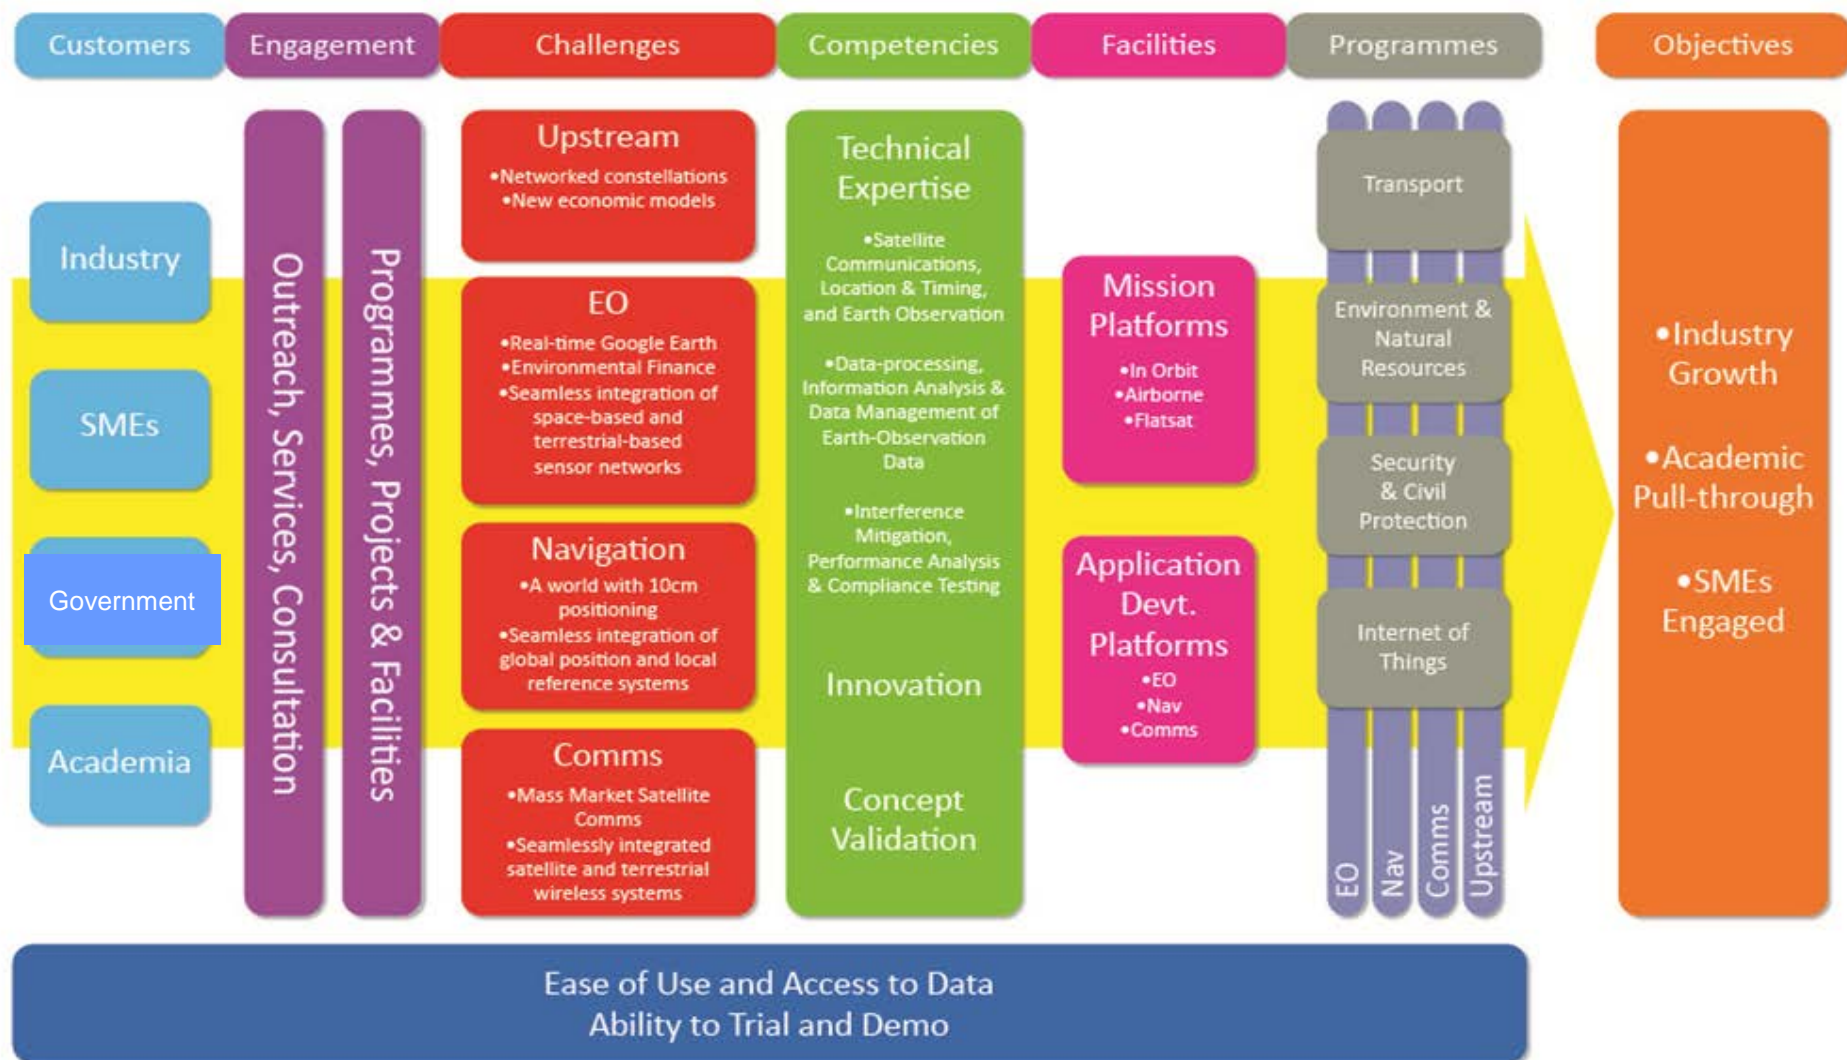 Customers
Engagement
Challenges
Competencies
Facilities
Programmes
Objectives
Industry
SMEs
Government
Academia
Outreach, Services, Consultation
Programmes, Projects & Facilities
Upstream
•Networked constellations
•New economic models
EO
•Real-time Google Earth
•Environmental Finance
•Seamless integration of
space-based and
terrestrial-based
sensor networks
Navigation
•A world with 10cm
positioning
•Seamless integration of
global position and local
reference systems
Comms
•Mass Market Satellite
Comms
•Seamlessly integrated
satellite and terrestrial
wireless systems
Technical
Expertise
•Satellite
Communications,
Location & Timing,
and Earth Observation
•Data-processing,
Information Analysis &
Data Management of
Earth-Observation
Data
•Interference
Mitigation,
Performance Analysis
& Compliance Testing
Innovation
Concept
Validation
Mission
Platforms
•In Orbit
•Airborne
•Flatsat
Application
Devt.
Platforms
•EO
•Nav
•Comms
Transport
Environment &
Natural
Resources
Security
& Civil
Protection
Internet of
Things
EO
Nav
Comms
Upstream
•Industry
Growth
•Academic
Pull-through
•SMEs
Engaged
Ease of Use and Access to Data
Ability to Trial and Demo